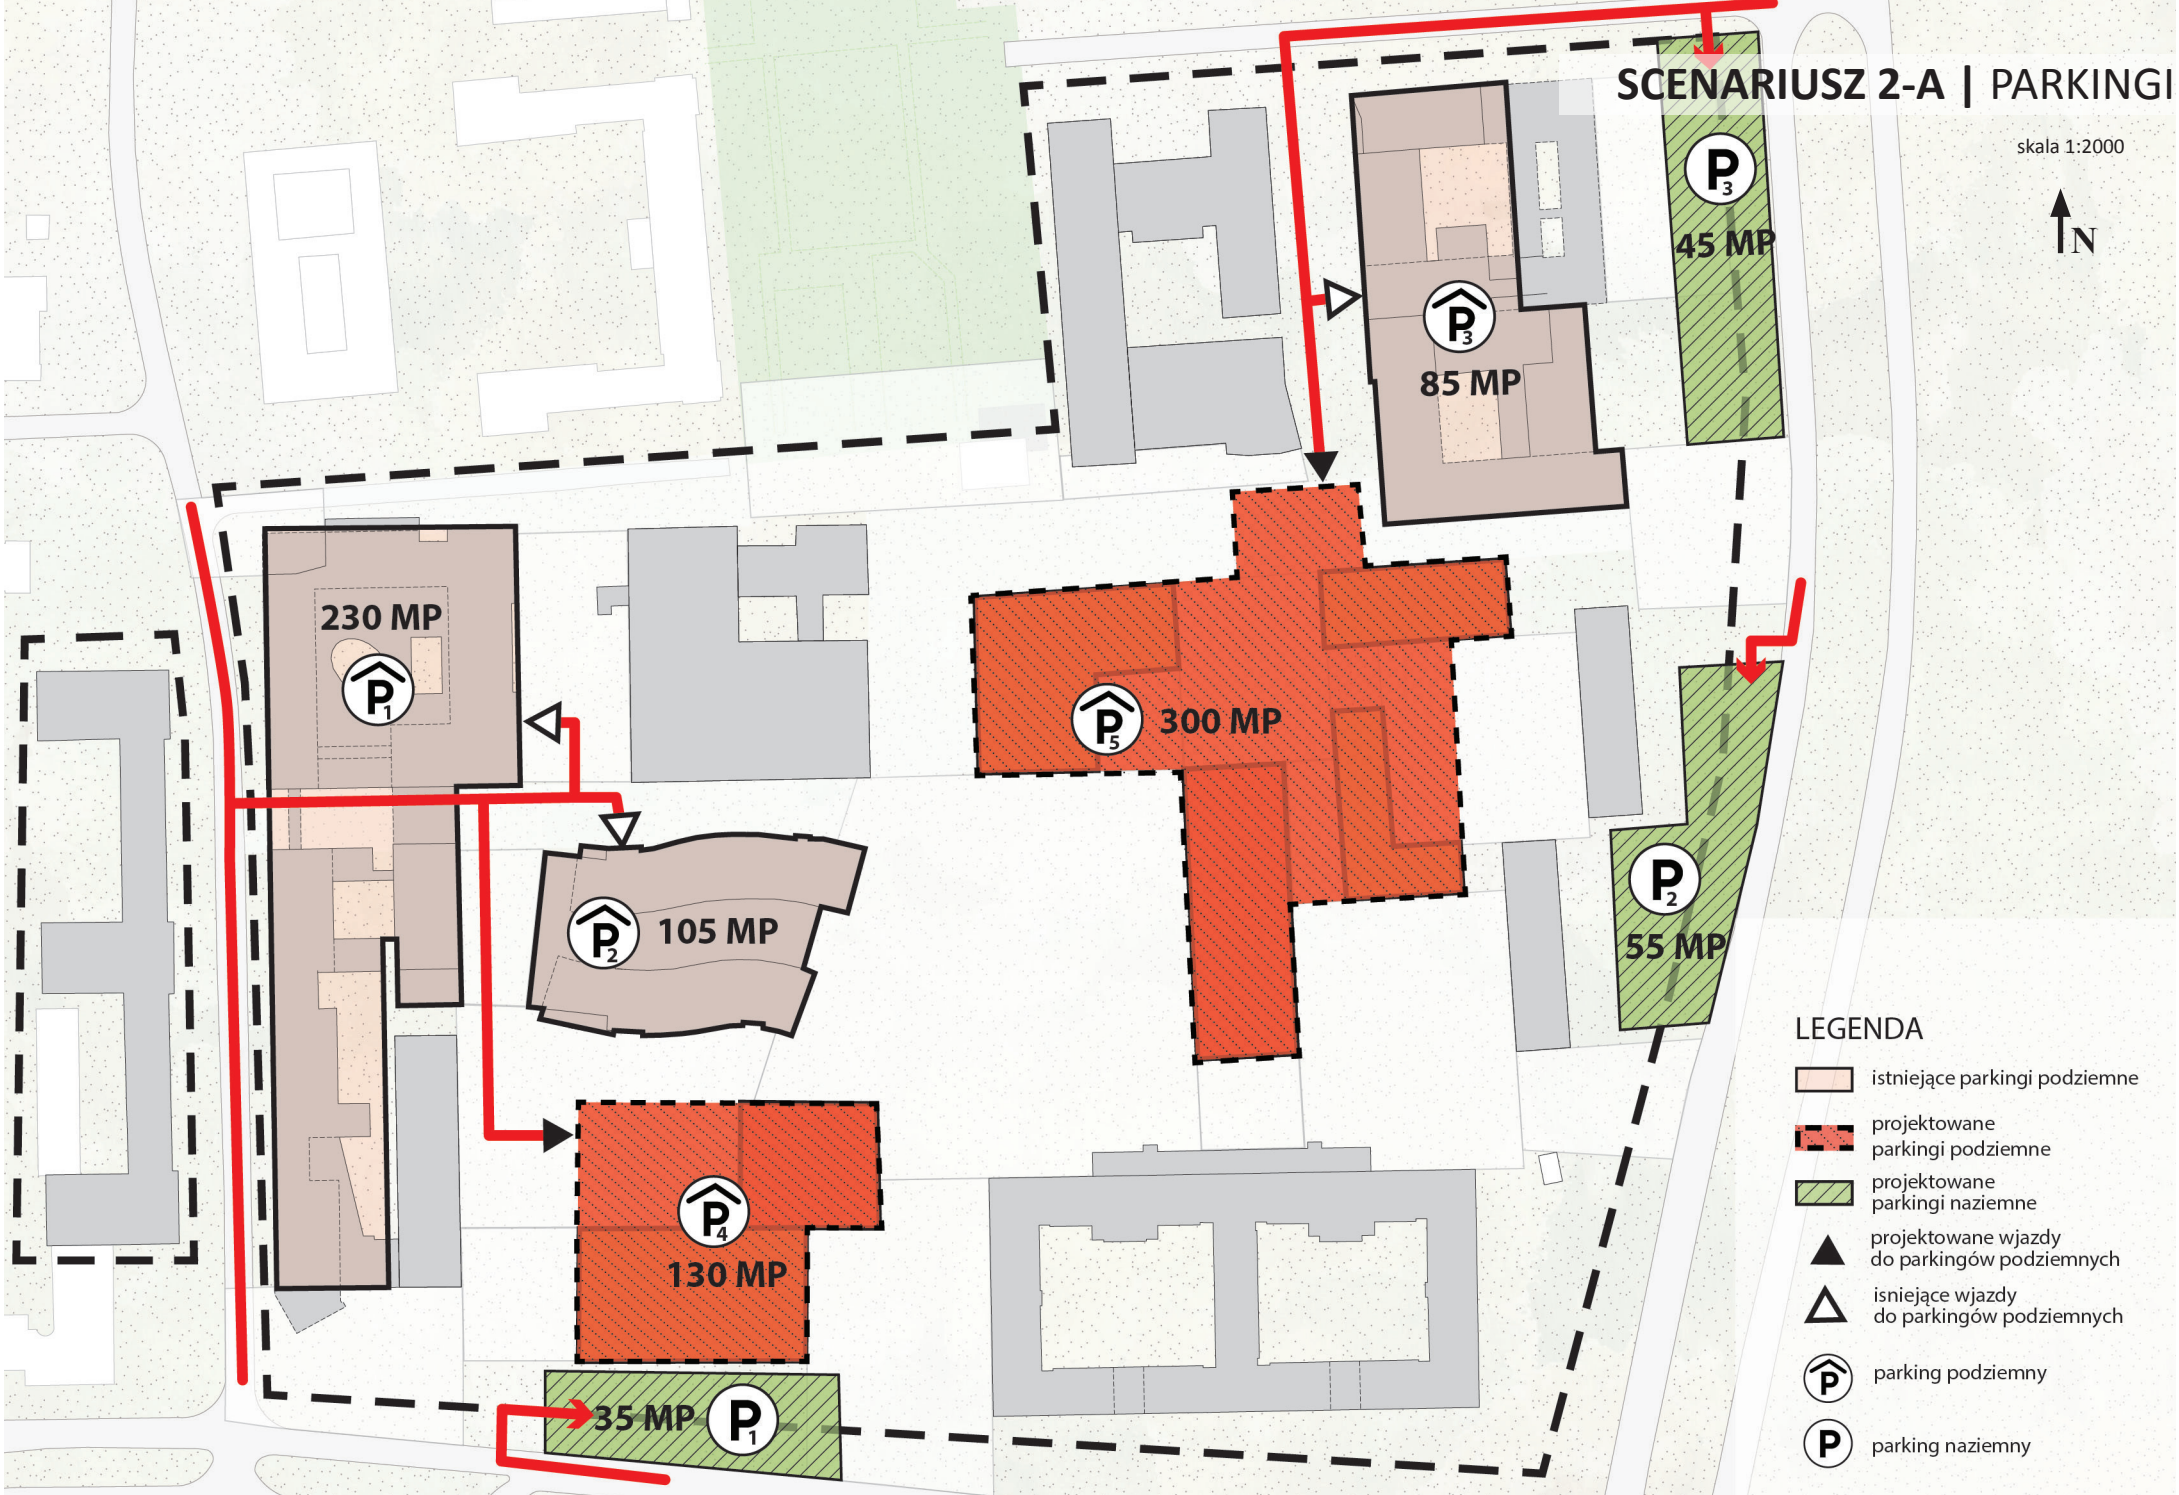 SCENARIUSZ 2-A | PARKINGI
skala 1:2000
N
P3
45 MP
P3
85 MP
230 MP
P1
P5 300 MP
P2 105 MP
P2
55 MP
P4
130 MP
35 MP P1
LEGENDA
istniejące parkingi podziemne
projektowane
parkingi podziemne
projektowane
parkingi naziemne
projektowane wjazdy
do parkingów podziemnych
isniejące wjazdy
do parkingów podziemnych
P parking podziemny
P parking naziemny